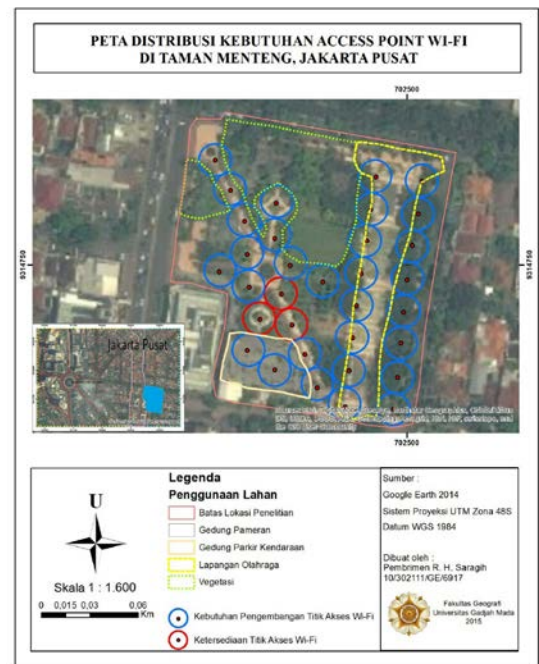 PETA DISTRIBUSI KEBUTUHAN ACCESS POINT WI-FI
DI TAMAN MENTENG, JAKARTA PUSAT
702500
9314750
9314750
Jakarta Pusat
702500
U
Skala 1 : 1.600
0 0,015 0,03 0,06
Km
Legenda
Penggunaan Lahan
Batas Lokasi Penelitian
Gedung Pameran
Gedung Parkir Kendaraan
Lapangan Olahraga
Vegetasi
Kebutuhan Pengembangan Titik Akses Wi-Fi
Ketersediaan Titik Akses Wi-Fi
Sumber :
Google Earth 2014
Sistem Proyeksi UTM Zona 48S
Datum WGS 1984
Dibuat oleh :
Pembrimen R. H. Saragih
10/302111/GE/6917
Fakultas Geografi
Universitas Gadjah Mada
2015